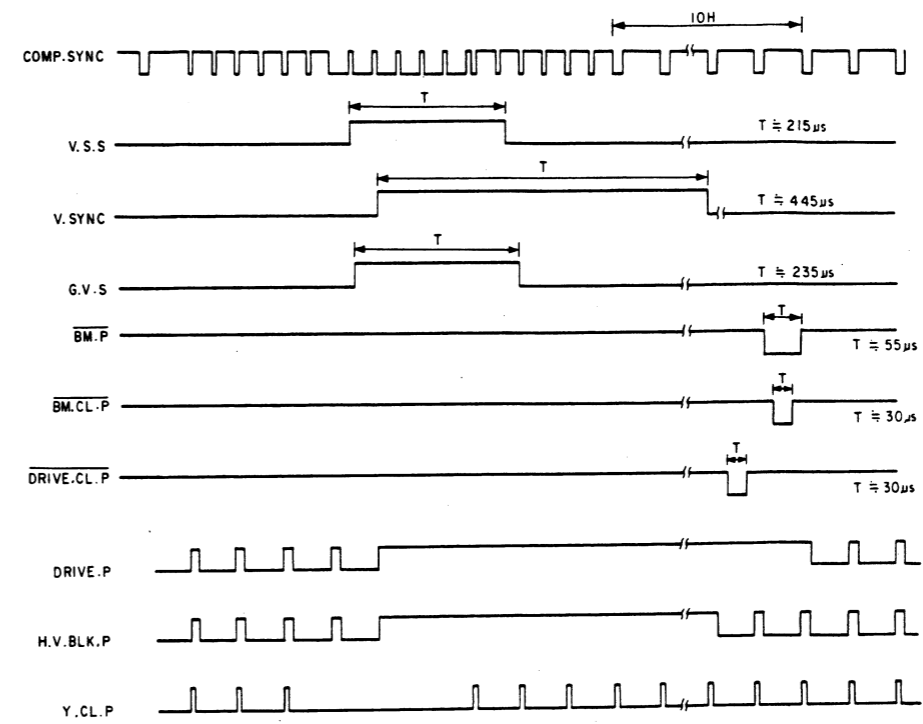 10H
COMP.SYNC
T
V.S.S
T ≒ 215µs
T
V.SYNC
T ≒ 445µs
T
G.V.S
T ≒ 235µs
T
BM.P
T ≒ 55µs
T
BM.CL.P
T ≒ 30µs
T
DRIVE.CL.P
T ≒ 30µs
DRIVE.P
H.V.BLK.P
Y.CL.P